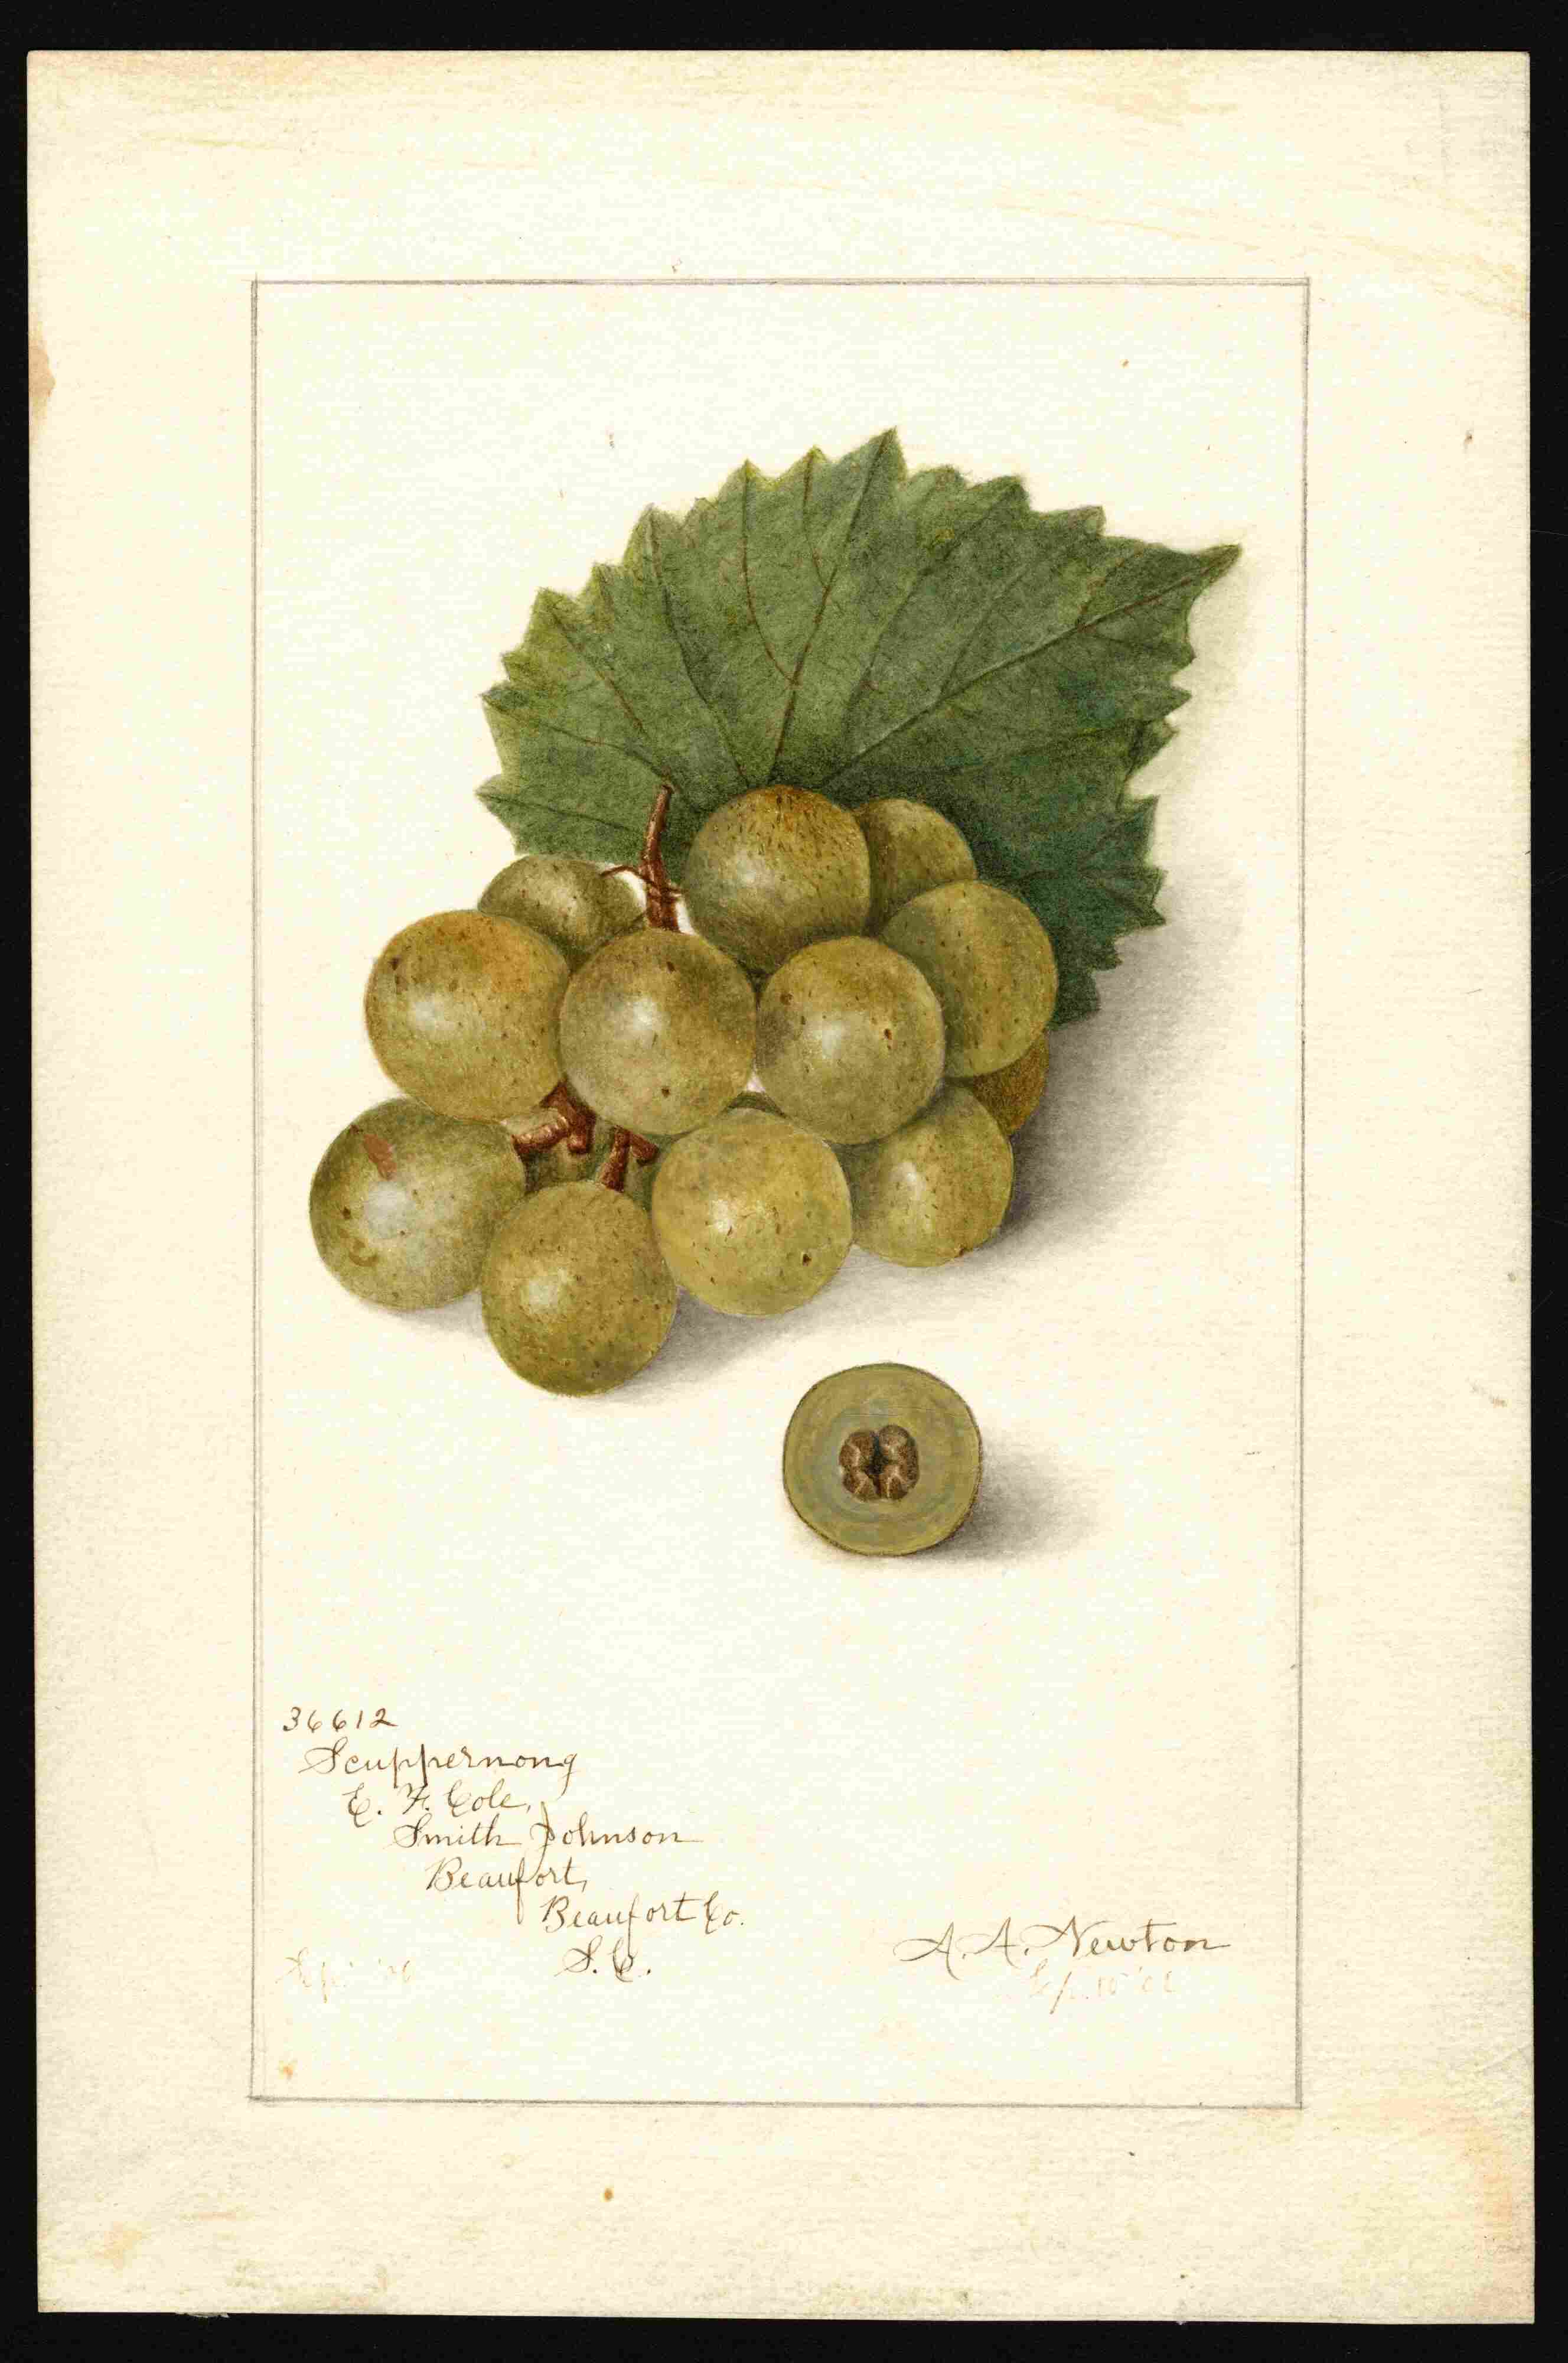 36612
Scuppernong
E. F. Cole,
Smith Johnson
Beaufort,
Beaufort Co.
S.C.
A. A. Newton